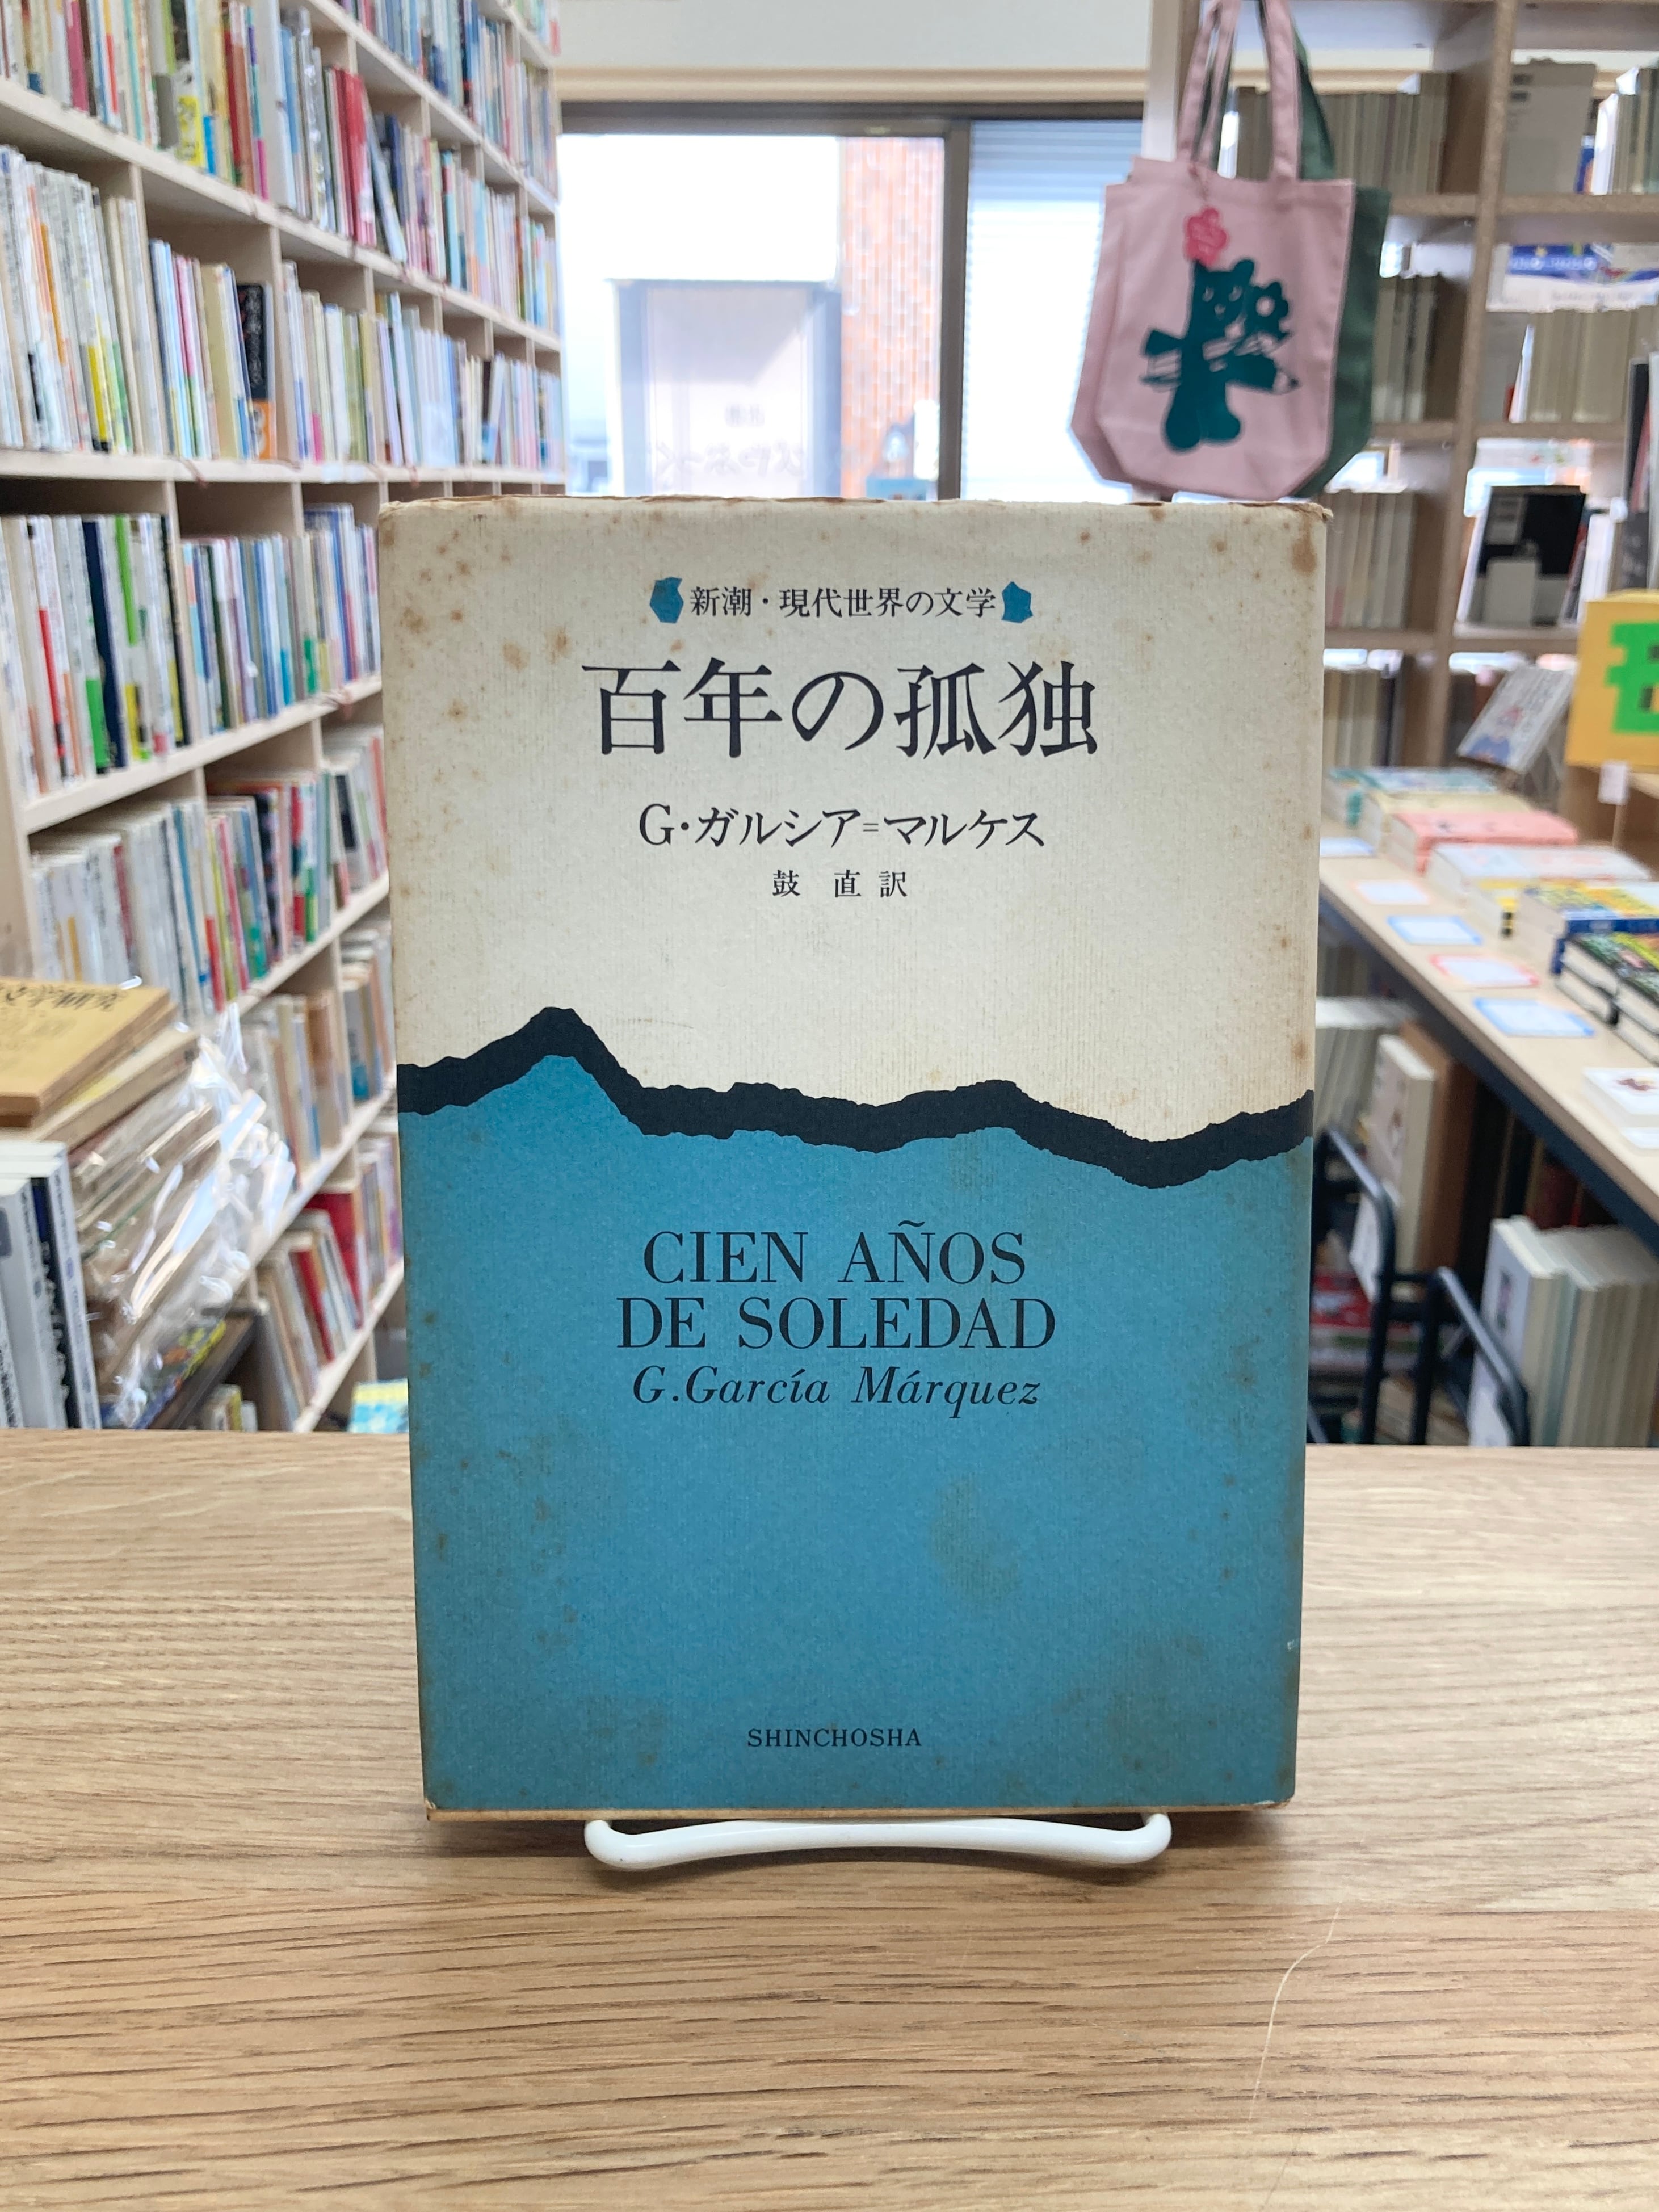 新潮・現代世界の文学
百年の孤独
G・ガルシア=マルケス
鼓 直 訳
CIEN AÑOS
DE SOLEDAD
G.García Márquez
SHINCHOSHA